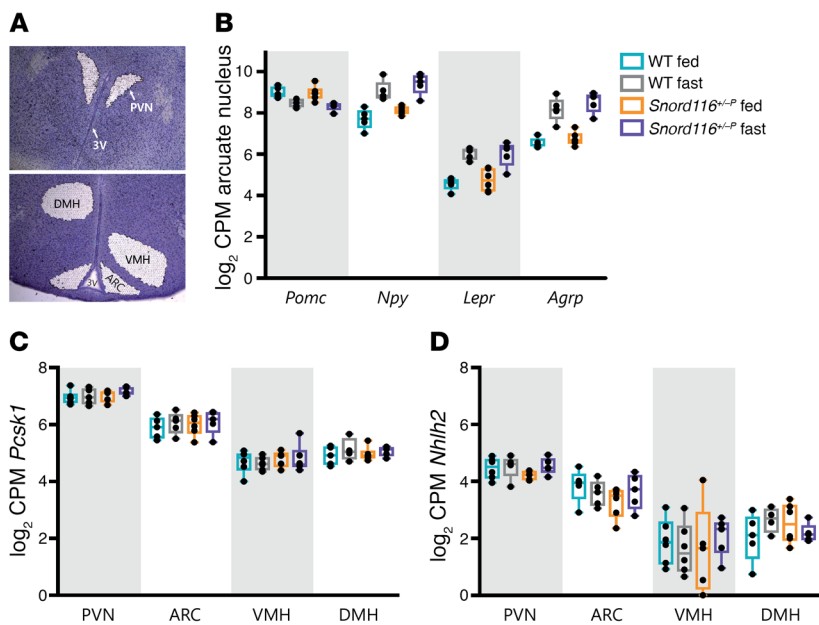 A
PVN
3V
DMH
VMH
ARC
3V
B
log2 CPM arcuate nucleus
10
8
6
4
2
0
Pomc
Npy
Lepr
Agrp
WT fed
WT fast
Snord116+/–P fed
Snord116+/–P fast
C
log2 CPM Pcsk1
8
6
4
2
0
PVN
ARC
VMH
DMH
D
log2 CPM Nhlh2
8
6
4
2
0
PVN
ARC
VMH
DMH